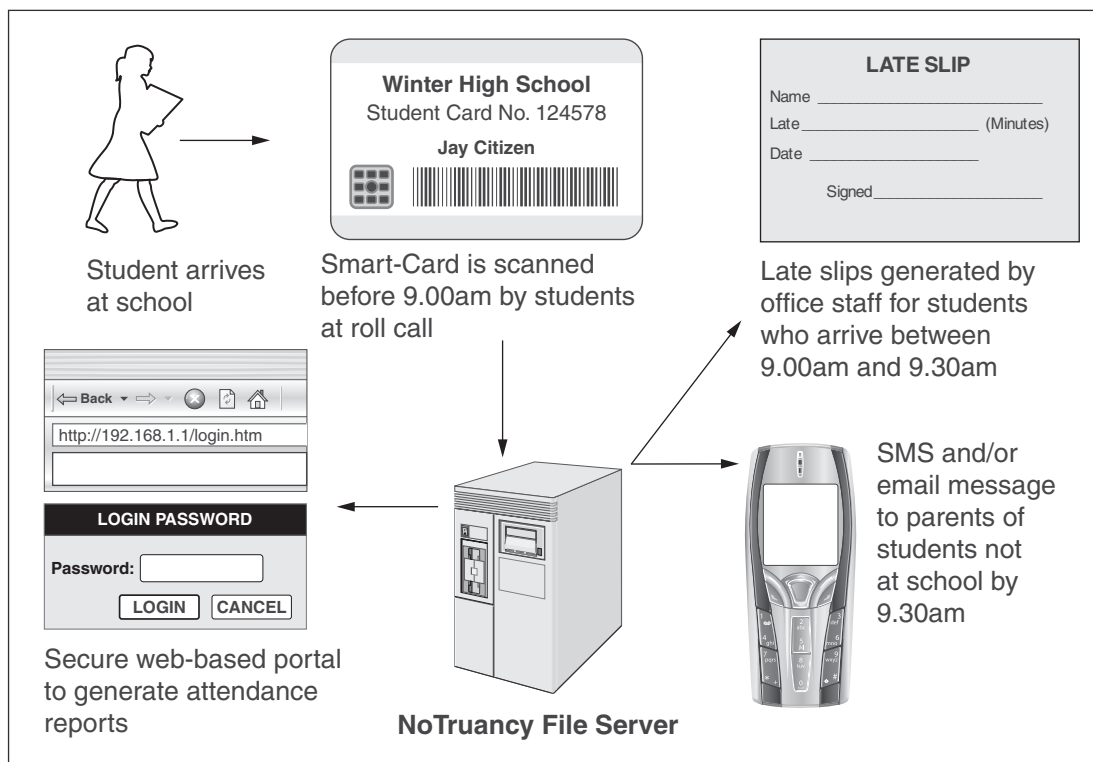 Winter High School
Student Card No. 124578
Jay Citizen
LATE SLIP
Name
Late (Minutes)
Date
Signed
Student arrives
at school
Smart-Card is scanned
before 9.00am by students
at roll call
Late slips generated by
office staff for students
who arrive between
9.00am and 9.30am
Back
http://192.168.1.1/login.htm
LOGIN PASSWORD
Password:
LOGIN CANCEL
Secure web-based portal
to generate attendance
reports
NoTruancy File Server
SMS and/or
email message
to parents of
students not
at school by
9.30am